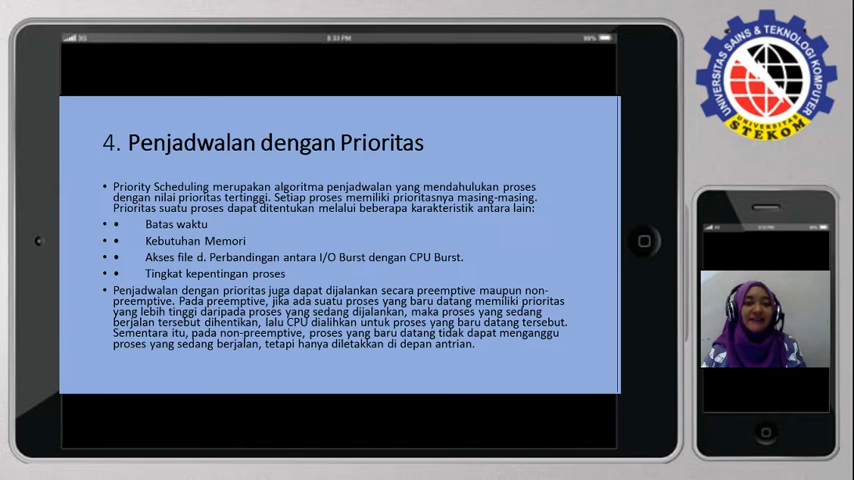 3G
8:33 PM
99%
4. Penjadwalan dengan Prioritas
• Priority Scheduling merupakan algoritma penjadwalan yang mendahulukan proses
dengan nilai prioritas tertinggi. Setiap proses memiliki prioritasnya masing-masing.
Prioritas suatu proses dapat ditentukan melalui beberapa karakteristik antara lain:
• • Batas waktu
• • Kebutuhan Memori
• • Akses file d. Perbandingan antara I/O Burst dengan CPU Burst.
• • Tingkat kepentingan proses
• Penjadwalan dengan prioritas juga dapat dijalankan secara preemptive maupun non-
preemptive. Pada preemptive, jika ada suatu proses yang baru datang memiliki prioritas
yang lebih tinggi daripada proses yang sedang dijalankan, maka proses yang sedang
berjalan tersebut dihentikan, lalu CPU dialihkan untuk proses yang baru datang tersebut.
Sementara itu, pada non-preemptive, proses yang baru datang tidak dapat menganggu
proses yang sedang berjalan, tetapi hanya diletakkan di depan antrian.
UNIVERSITAS SAINS & TEKNOLOGI KOMPUTER
UNIVERSITAS
STEKOM